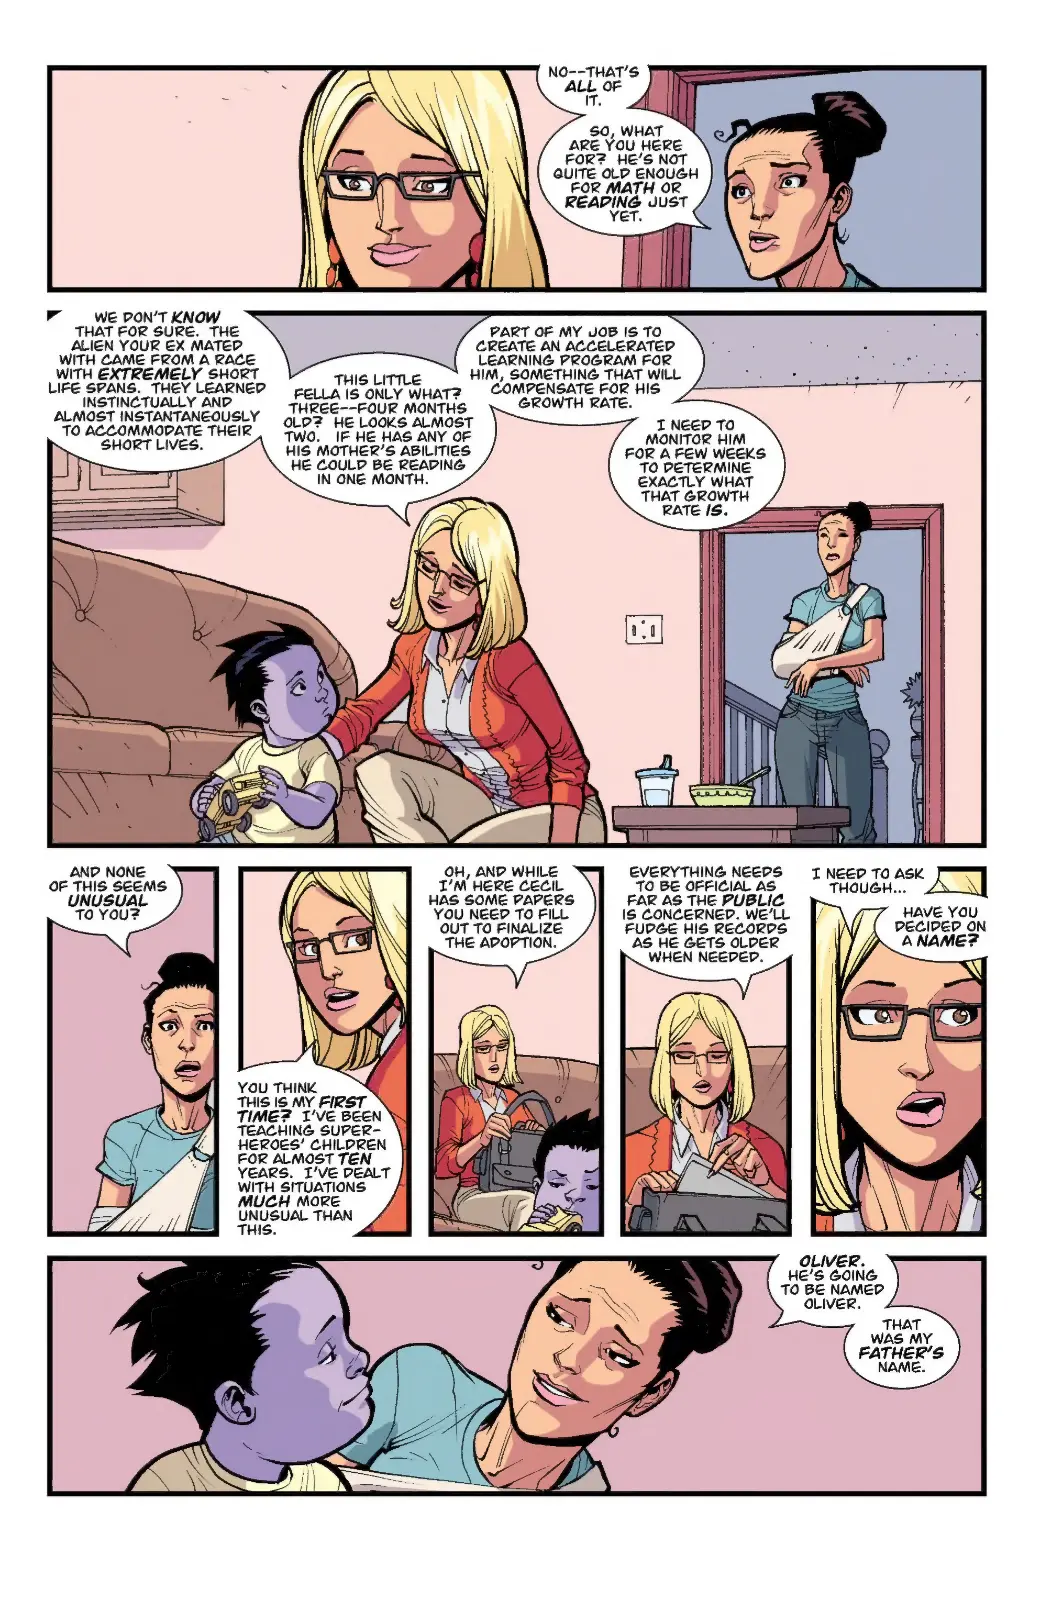 NO--THAT'S
ALL OF
IT.
SO, WHAT
ARE YOU HERE
FOR? HE'S NOT
QUITE OLD ENOUGH
FOR MATH OR
READING JUST
YET.
WE DON'T KNOW
THAT FOR SURE. THE
ALIEN YOUR EX MATED
WITH CAME FROM A RACE
WITH EXTREMELY SHORT
LIFE SPANS. THEY LEARNED
INSTINCTUALLY AND
ALMOST INSTANTANEOUSLY
TO ACCOMMODATE THEIR
SHORT LIVES.
THIS LITTLE
FELLA IS ONLY WHAT?
THREE--FOUR MONTHS
OLD? HE LOOKS ALMOST
TWO. IF HE HAS ANY OF
HIS MOTHER'S ABILITIES
HE COULD BE READING
IN ONE MONTH.
PART OF MY JOB IS TO
CREATE AN ACCELERATED
LEARNING PROGRAM FOR
HIM, SOMETHING THAT WILL
COMPENSATE FOR HIS
GROWTH RATE.
I NEED TO
MONITOR HIM
FOR A FEW WEEKS
TO DETERMINE
EXACTLY WHAT
THAT GROWTH
RATE IS.
AND NONE
OF THIS SEEMS
UNUSUAL
TO YOU?
YOU THINK
THIS IS MY FIRST
TIME? I'VE BEEN
TEACHING SUPER-
HEROES' CHILDREN
FOR ALMOST TEN
YEARS. I'VE DEALT
WITH SITUATIONS
MUCH MORE
UNUSUAL THAN
THIS.
OH, AND WHILE
I'M HERE CECIL
HAS SOME PAPERS
YOU NEED TO FILL
OUT TO FINALIZE
THE ADOPTION.
EVERYTHING NEEDS
TO BE OFFICIAL AS
FAR AS THE PUBLIC
IS CONCERNED. WE'LL
FUDGE HIS RECORDS
AS HE GETS OLDER
WHEN NEEDED.
I NEED TO ASK
THOUGH...
HAVE YOU
DECIDED ON
A NAME?
OLIVER.
HE'S GOING
TO BE NAMED
OLIVER.
THAT
WAS MY
FATHER'S
NAME.